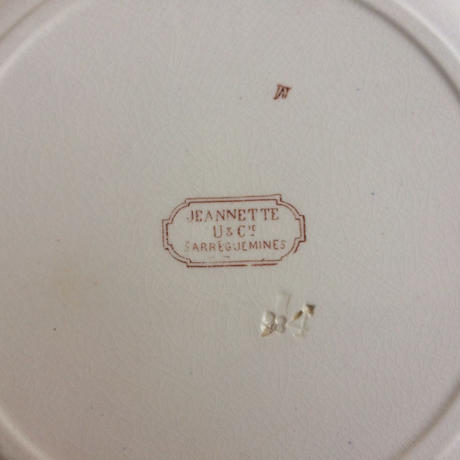 M
JEANNETTE
U & Cie
SARREGUEMINES